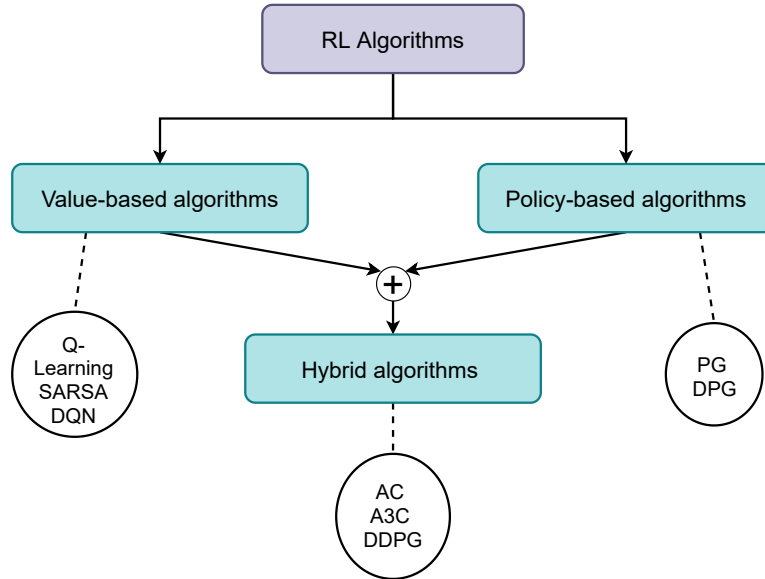 RL Algorithms
Value-based algorithms
Policy-based algorithms
+
Hybrid algorithms
Q-
Learning
SARSA
DQN
PG
DPG
AC
A3C
DDPG